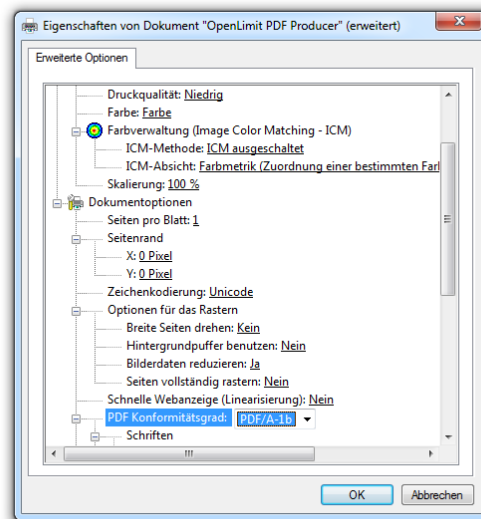 Eigenschaften von Dokument "OpenLimit PDF Producer" (erweitert)
Erweiterte Optionen
Druckqualität: Niedrig
Farbe: Farbe
Farbverwaltung (Image Color Matching - ICM)
ICM-Methode: ICM ausgeschaltet
ICM-Absicht: Farbmetrik (Zuordnung einer bestimmten Farl
Skalierung: 100 %
Dokumentoptionen
Seiten pro Blatt: 1
Seitenrand
X: 0 Pixel
Y: 0 Pixel
Zeichenkodierung: Unicode
Optionen für das Rastern
Breite Seiten drehen: Kein
Hintergrundpuffer benutzen: Nein
Bilderdaten reduzieren: Ja
Seiten vollständig rastern: Nein
Schnelle Webanzeige (Linearisierung): Nein
PDF Konformitätsgrad: PDF/A-1b
Schriften
OK Abbrechen